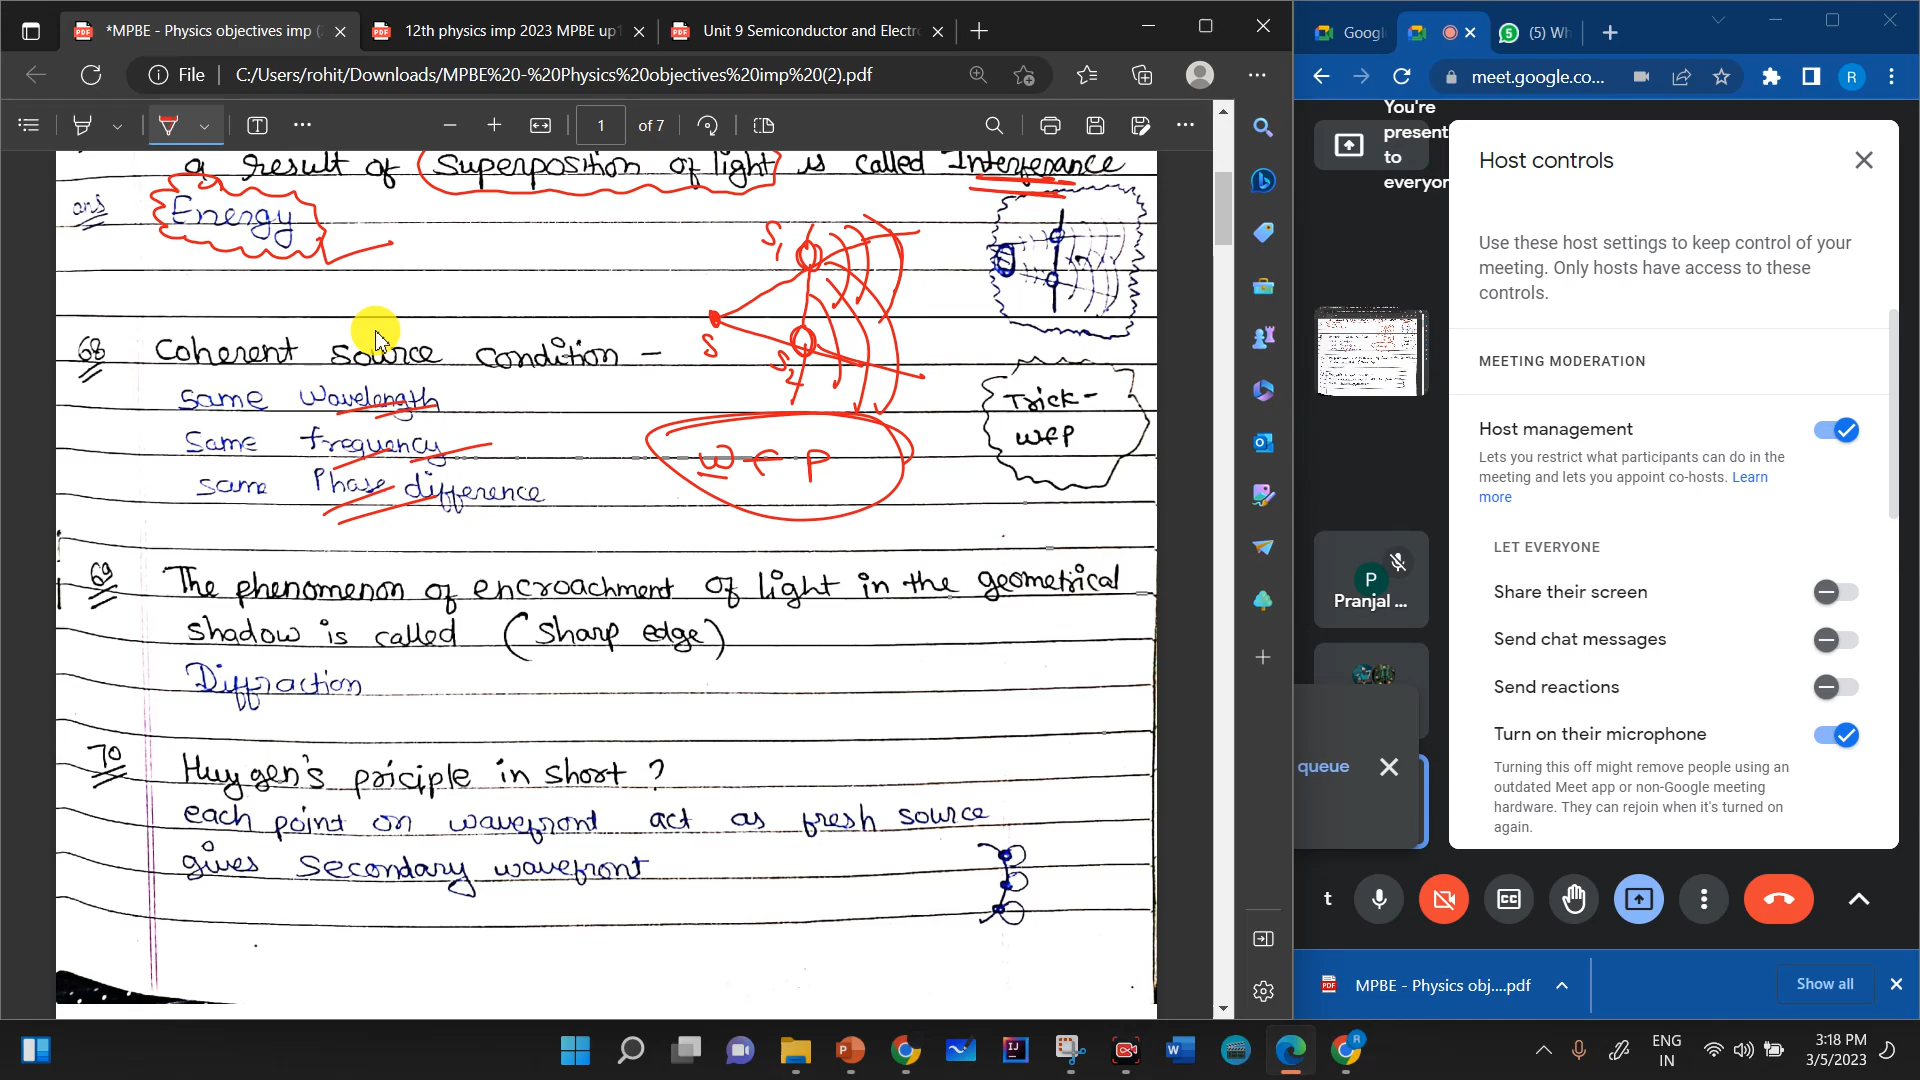 *MPBE - Physics objectives imp (2
12th physics imp 2023 MPBE up
Unit 9 Semiconductor and Electro
File
C:/Users/rohit/Downloads/MPBE%20-%20Physics%20objectives%20imp%20(2).pdf
1
of 7
a result of (Superposition of light) is called Interferance
ans
Energy
S1
S
S2
68
Coherent source condition -
same wavelength
same frequency
same Phase difference
W F P
Trick -
WFP
69
The phenomenon of encroachment of light in the geometrical
shadow is called (Sharp edge)
Diffraction
70
Huygen's priciple in short ?
each point on wavefront act as fresh source
gives Secondary wavefront
Google
(5) Wh
meet.google.co...
R
You're
present
to
everyon
Pranjal ...
P
queue
Host controls
Use these host settings to keep control of your
meeting. Only hosts have access to these
controls.
MEETING MODERATION
Host management
Lets you restrict what participants can do in the
meeting and lets you appoint co-hosts. Learn
more
LET EVERYONE
Share their screen
Send chat messages
Send reactions
Turn on their microphone
Turning this off might remove people using an
outdated Meet app or non-Google meeting
hardware. They can rejoin when it's turned on
again.
t
MPBE - Physics obj....pdf
Show all
ENG
IN
3:18 PM
3/5/2023